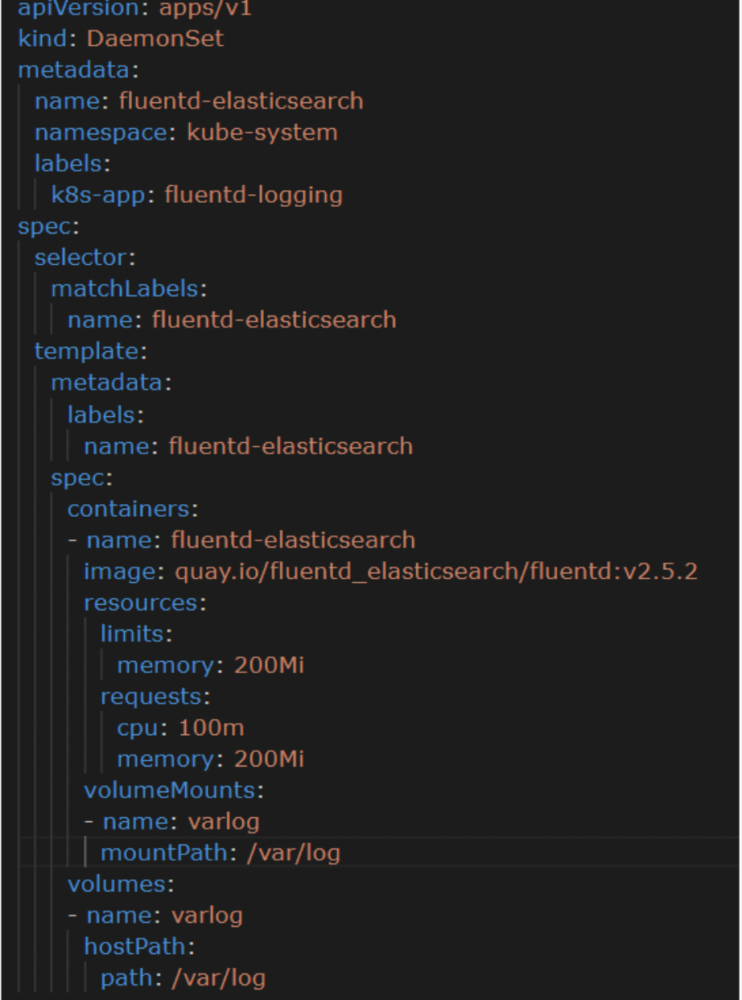 apiVersion: apps/v1
kind: DaemonSet
metadata:
  name: fluentd-elasticsearch
  namespace: kube-system
  labels:
    k8s-app: fluentd-logging
spec:
  selector:
    matchLabels:
      name: fluentd-elasticsearch
  template:
    metadata:
      labels:
        name: fluentd-elasticsearch
    spec:
      containers:
      - name: fluentd-elasticsearch
        image: quay.io/fluentd_elasticsearch/fluentd:v2.5.2
        resources:
          limits:
            memory: 200Mi
          requests:
            cpu: 100m
            memory: 200Mi
        volumeMounts:
        - name: varlog
          mountPath: /var/log
      volumes:
      - name: varlog
        hostPath:
          path: /var/log